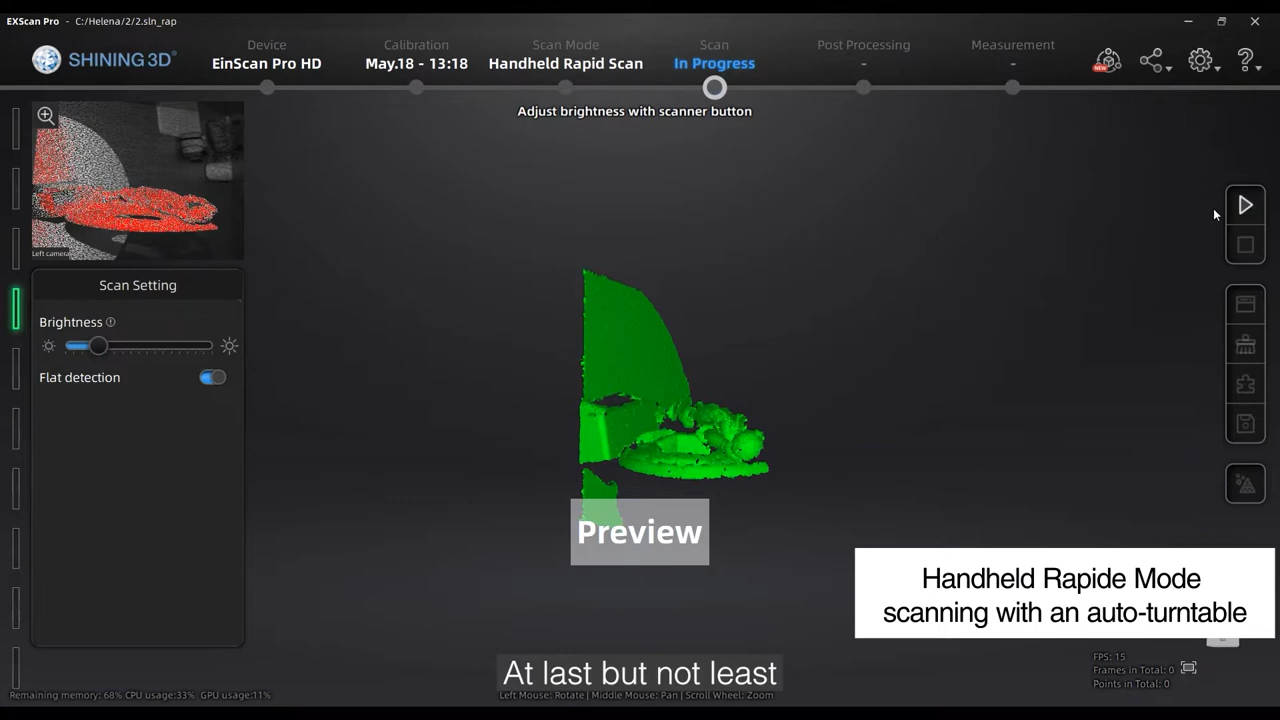 EXScan Pro - C:/Helena/2/2.sln_rap
SHINING 3D®
Device
EinScan Pro HD
Calibration
May.18 - 13:18
Scan Mode
Handheld Rapid Scan
Scan
In Progress
Post Processing
-
Measurement
-
NEW
Adjust brightness with scanner button
Left camera
Scan Setting
Brightness
Flat detection
Preview
Handheld Rapide Mode
scanning with an auto-turntable
FPS: 15
Frames in Total: 0
Points in Total: 0
At last but not least
Remaining memory: 68% CPU usage:33% GPU usage:11%
Left Mouse: Rotate | Middle Mouse: Pan | Scroll Wheel: Zoom